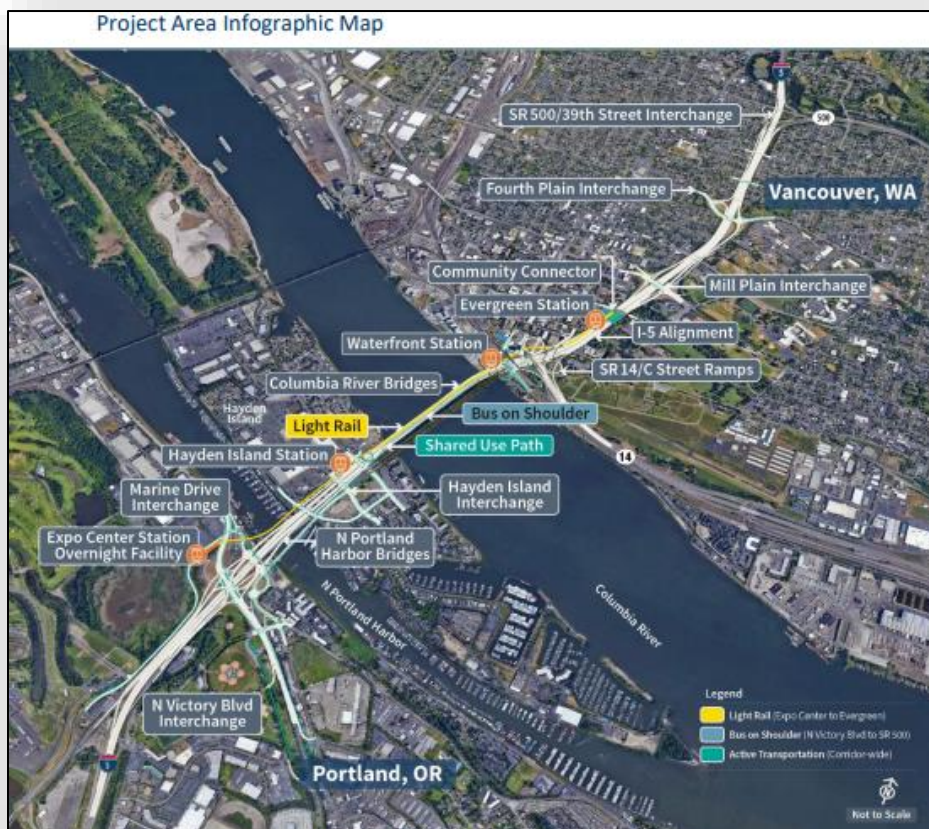 Project Area Infographic Map
5
SR 500/39th Street Interchange
500
Fourth Plain Interchange
Vancouver, WA
Community Connector
Mill Plain Interchange
Evergreen Station
I-5 Alignment
Waterfront Station
SR 14/C Street Ramps
Columbia River Bridges
Hayden
Island
Bus on Shoulder
Light Rail
Shared Use Path
14
Hayden Island Station
Marine Drive
Interchange
Hayden Island
Interchange
Expo Center Station
Overnight Facility
N Portland
Harbor Bridges
N Portland Harbor
Columbia River
N Victory Blvd
Interchange
Portland, OR
5
Legend
Light Rail (Expo Center to Evergreen)
Bus on Shoulder (N Victory Blvd to SR 500)
Active Transportation (Corridor-wide)
N
Not to Scale